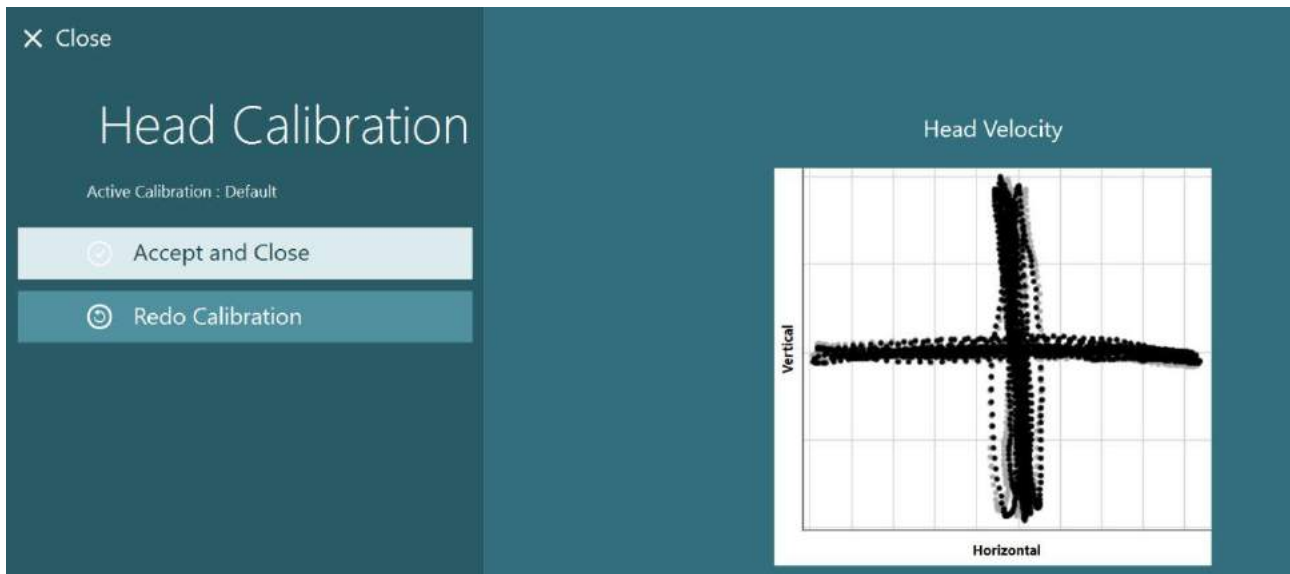 Close
Head Calibration
Active Calibration : Default
Accept and Close
Redo Calibration
Head Velocity
Vertical
Horizontal